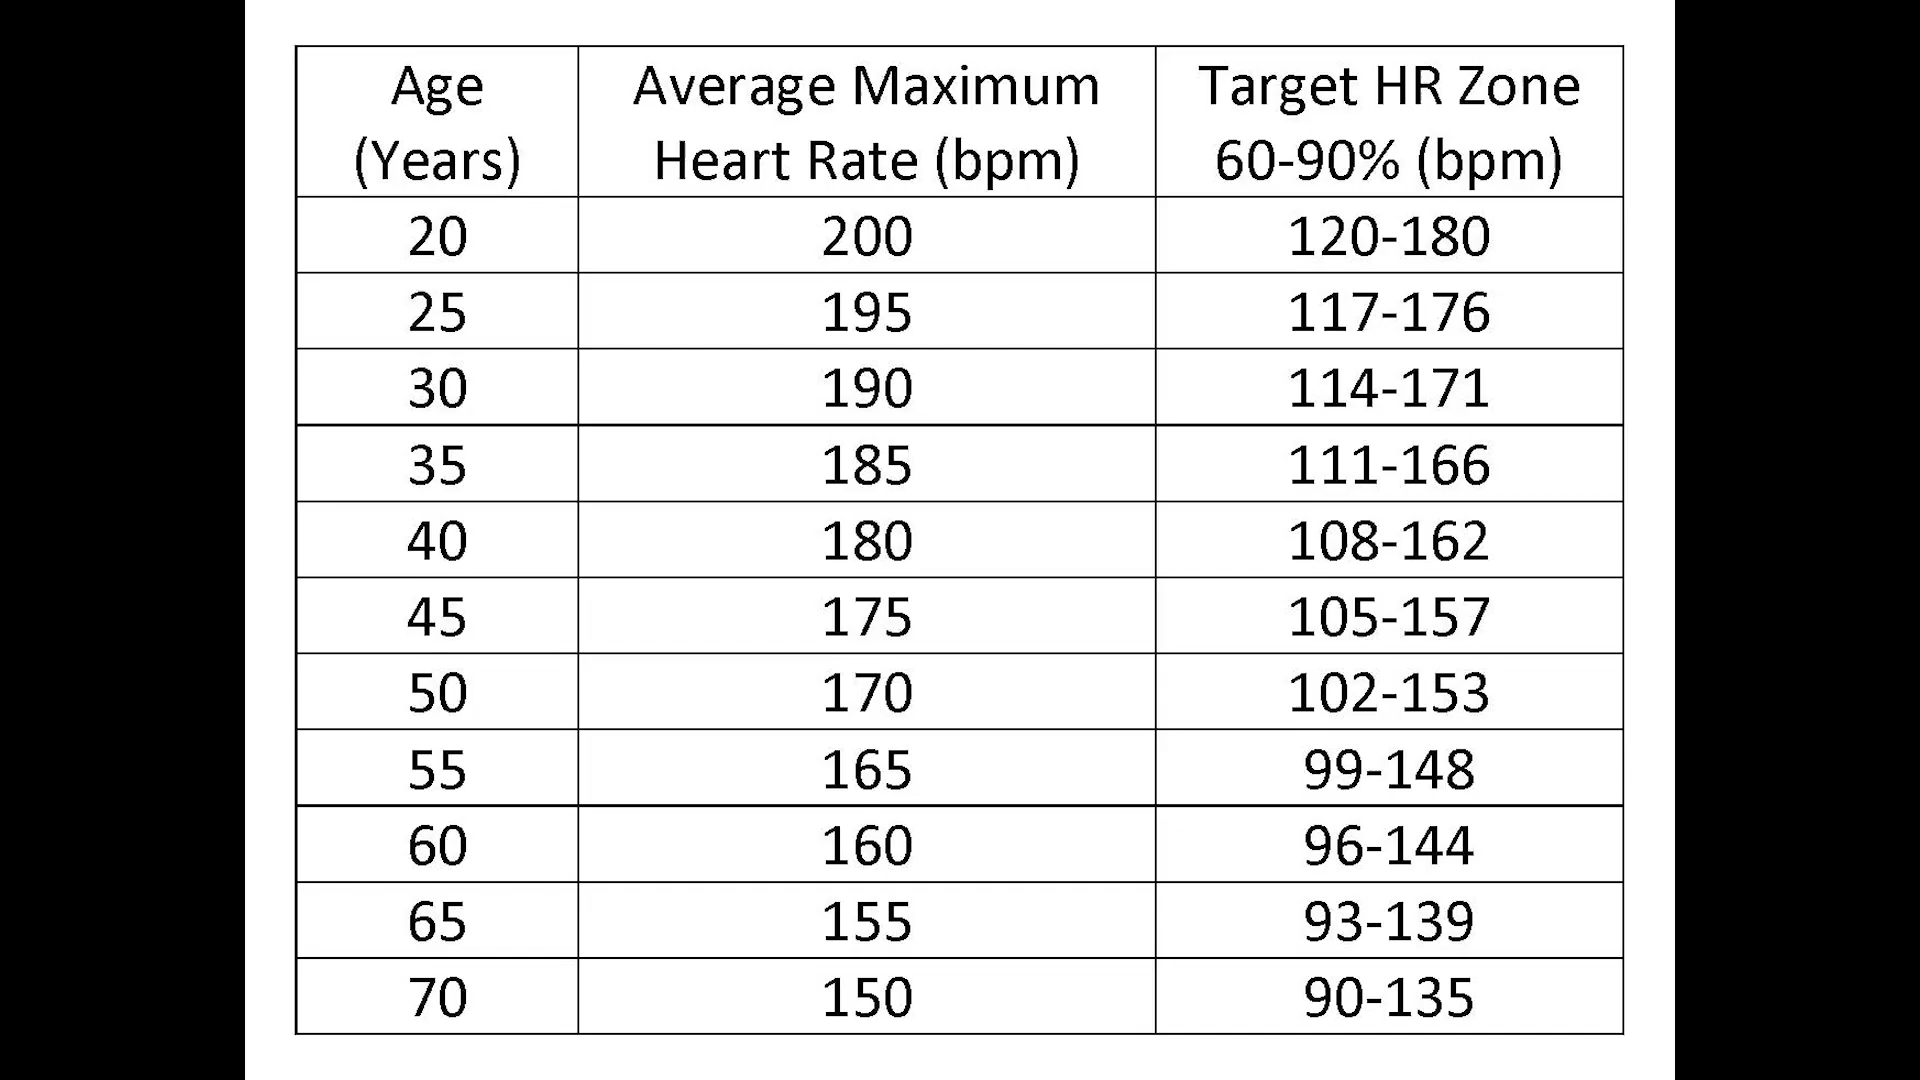 Age (Years) Average Maximum Heart Rate (bpm) Target HR Zone 60-90% (bpm)
20 200 120-180
25 195 117-176
30 190 114-171
35 185 111-166
40 180 108-162
45 175 105-157
50 170 102-153
55 165 99-148
60 160 96-144
65 155 93-139
70 150 90-135